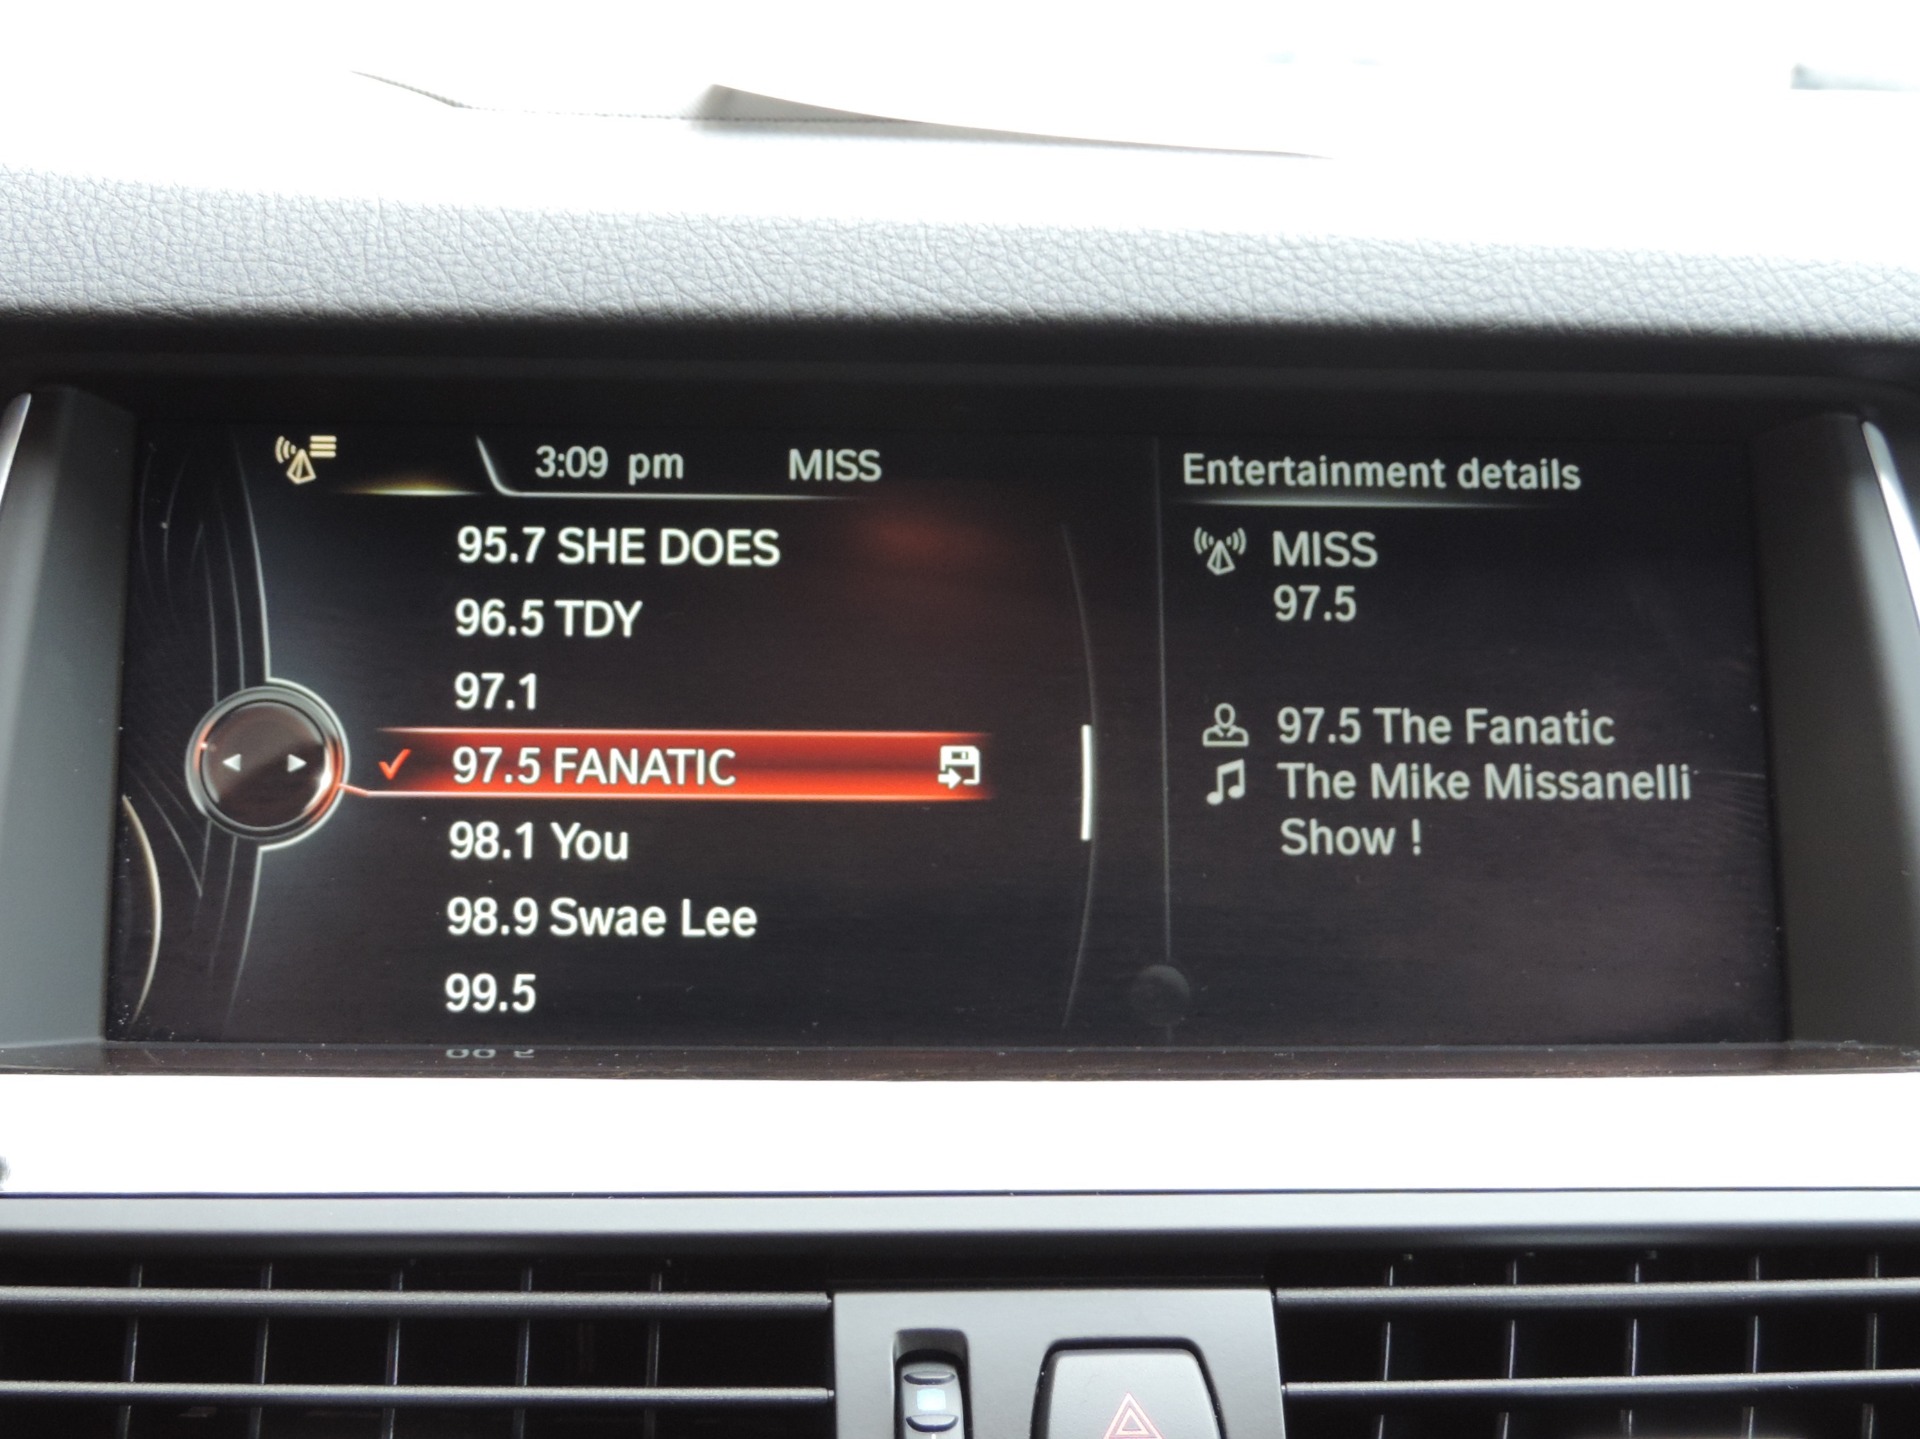 3:09 pm MISS
95.7 SHE DOES
96.5 TDY
97.1
97.5 FANATIC
98.1 You
98.9 Swae Lee
99.5
Entertainment details
MISS
97.5
97.5 The Fanatic
The Mike Missanelli
Show !